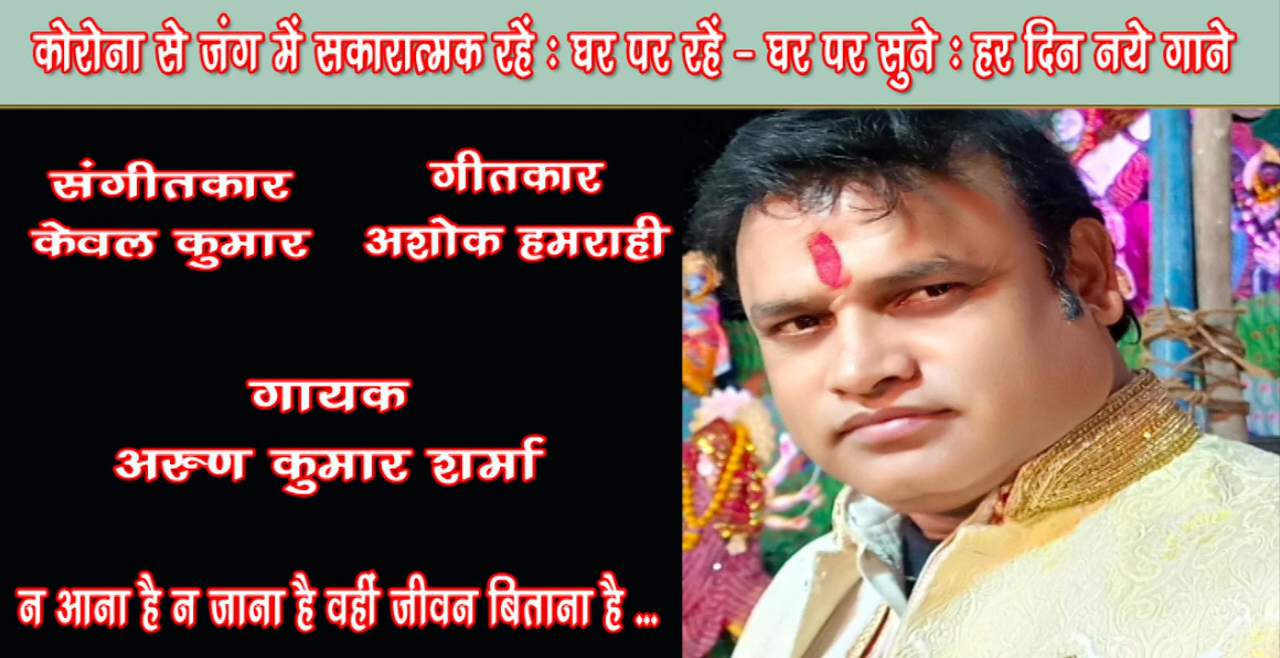 कोरोना से जंग में सकारात्मक रहें : घर पर रहें - घर पर सुने : हर दिन नये गाने
संगीतकार
केवल कुमार
गीतकार
अशोक हमराही
गायक
अरूण कुमार शर्मा
न आना है न जाना है वहीं जीवन बिताना है ...